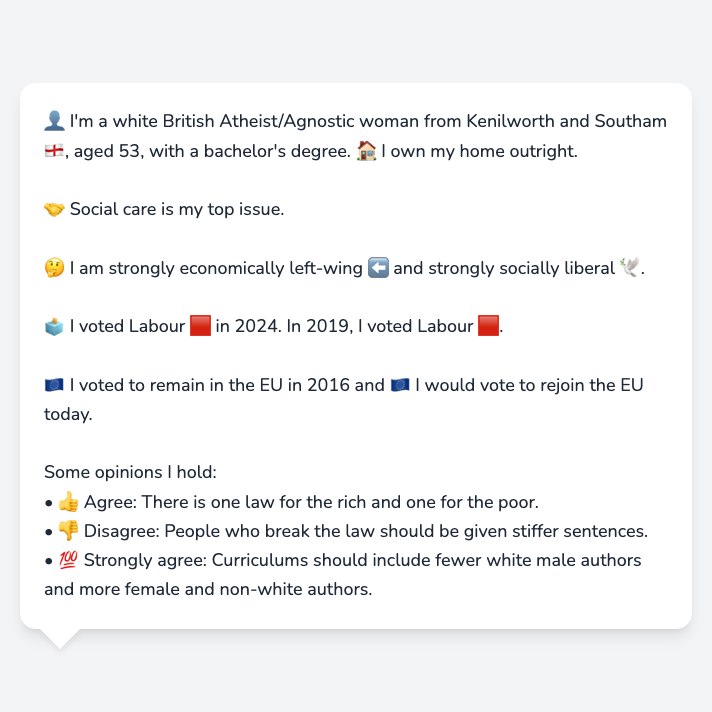 👤 I'm a white British Atheist/Agnostic woman from Kenilworth and Southam
🏴󠁧󠁢󠁥󠁮󠁧󠁿, aged 53, with a bachelor's degree. 🏠 I own my home outright.
🤝 Social care is my top issue.
🤔 I am strongly economically left-wing ⬅️ and strongly socially liberal 🕊️.
🗳️ I voted Labour 🟥 in 2024. In 2019, I voted Labour 🟥.
🇪🇺 I voted to remain in the EU in 2016 and 🇪🇺 I would vote to rejoin the EU
today.
Some opinions I hold:
• 👍 Agree: There is one law for the rich and one for the poor.
• 👎 Disagree: People who break the law should be given stiffer sentences.
• 💯 Strongly agree: Curriculums should include fewer white male authors
and more female and non-white authors.